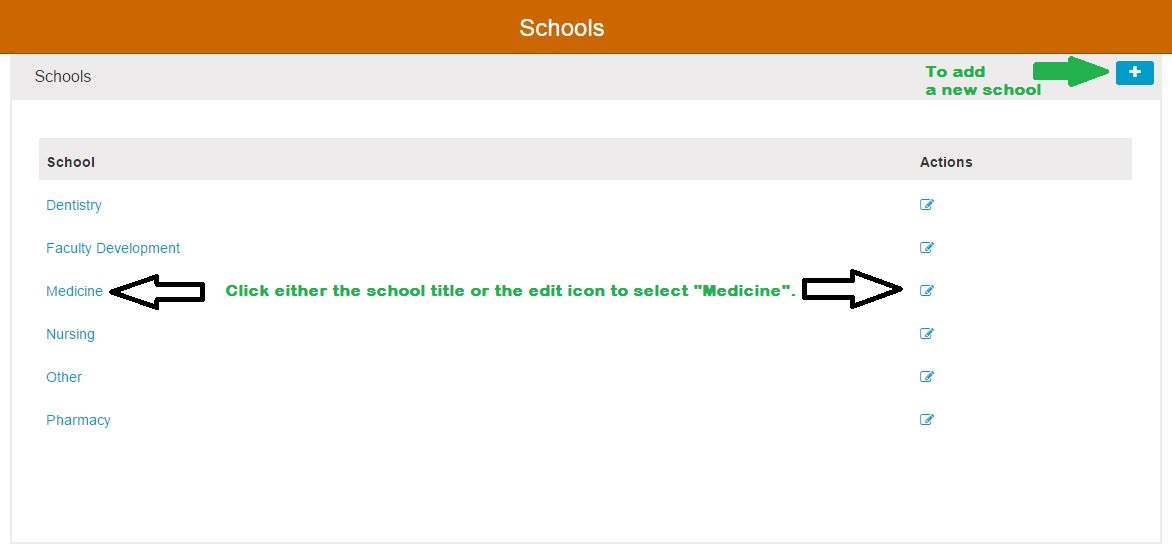 Schools
Schools
To add
a new school
+
School Actions
Dentistry
Faculty Development
Medicine Click either the school title or the edit icon to select "Medicine".
Nursing
Other
Pharmacy